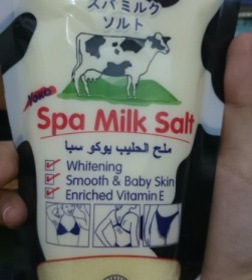 スパミルク
ソルト
Spa Milk Salt
ملح الحليب يوكو سبا
Whitening
Smooth & Baby Skin
Enriched Vitamin E